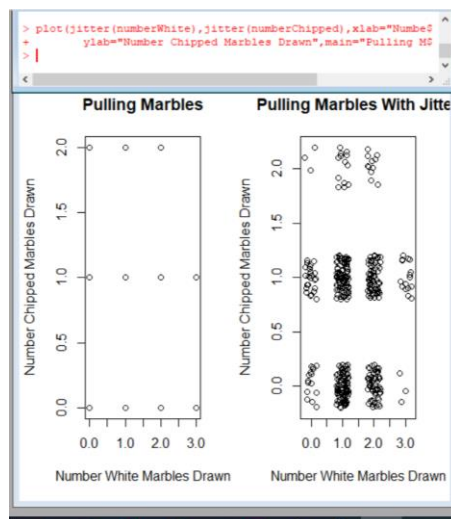 > plot(jitter(numberWhite),jitter(numberChipped),xlab="Numbe$
+ ylab="Number Chipped Marbles Drawn",main="Pulling M$
> |
Pulling Marbles
Number Chipped Marbles Drawn
2.0
1.5
1.0
0.5
0.0
0.0 1.0 2.0 3.0
Number White Marbles Drawn
Pulling Marbles With Jitte
Number Chipped Marbles Drawn
2.0
1.5
1.0
0.5
0.0
0.0 1.0 2.0 3.0
Number White Marbles Drawn